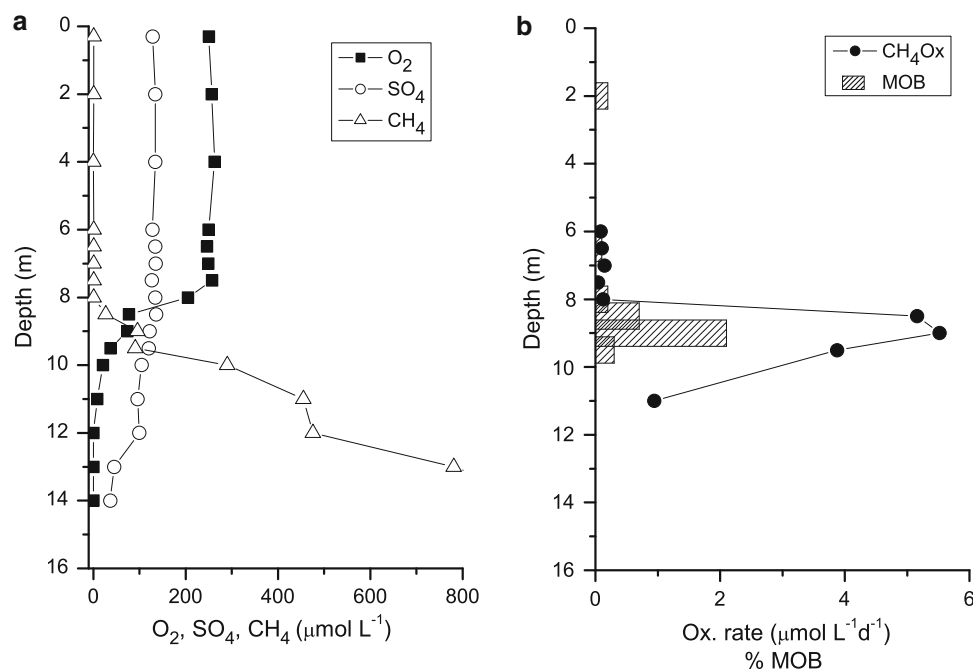 a
O₂
SO₄
CH₄
0
2
4
6
8
10
12
14
16
Depth (m)
0 200 400 600 800
O₂, SO₄, CH₄ (μmol L⁻¹)
b
CH₄Ox
MOB
0
2
4
6
8
10
12
14
16
Depth (m)
0 2 4 6
Ox. rate (μmol L⁻¹d⁻¹)
% MOB